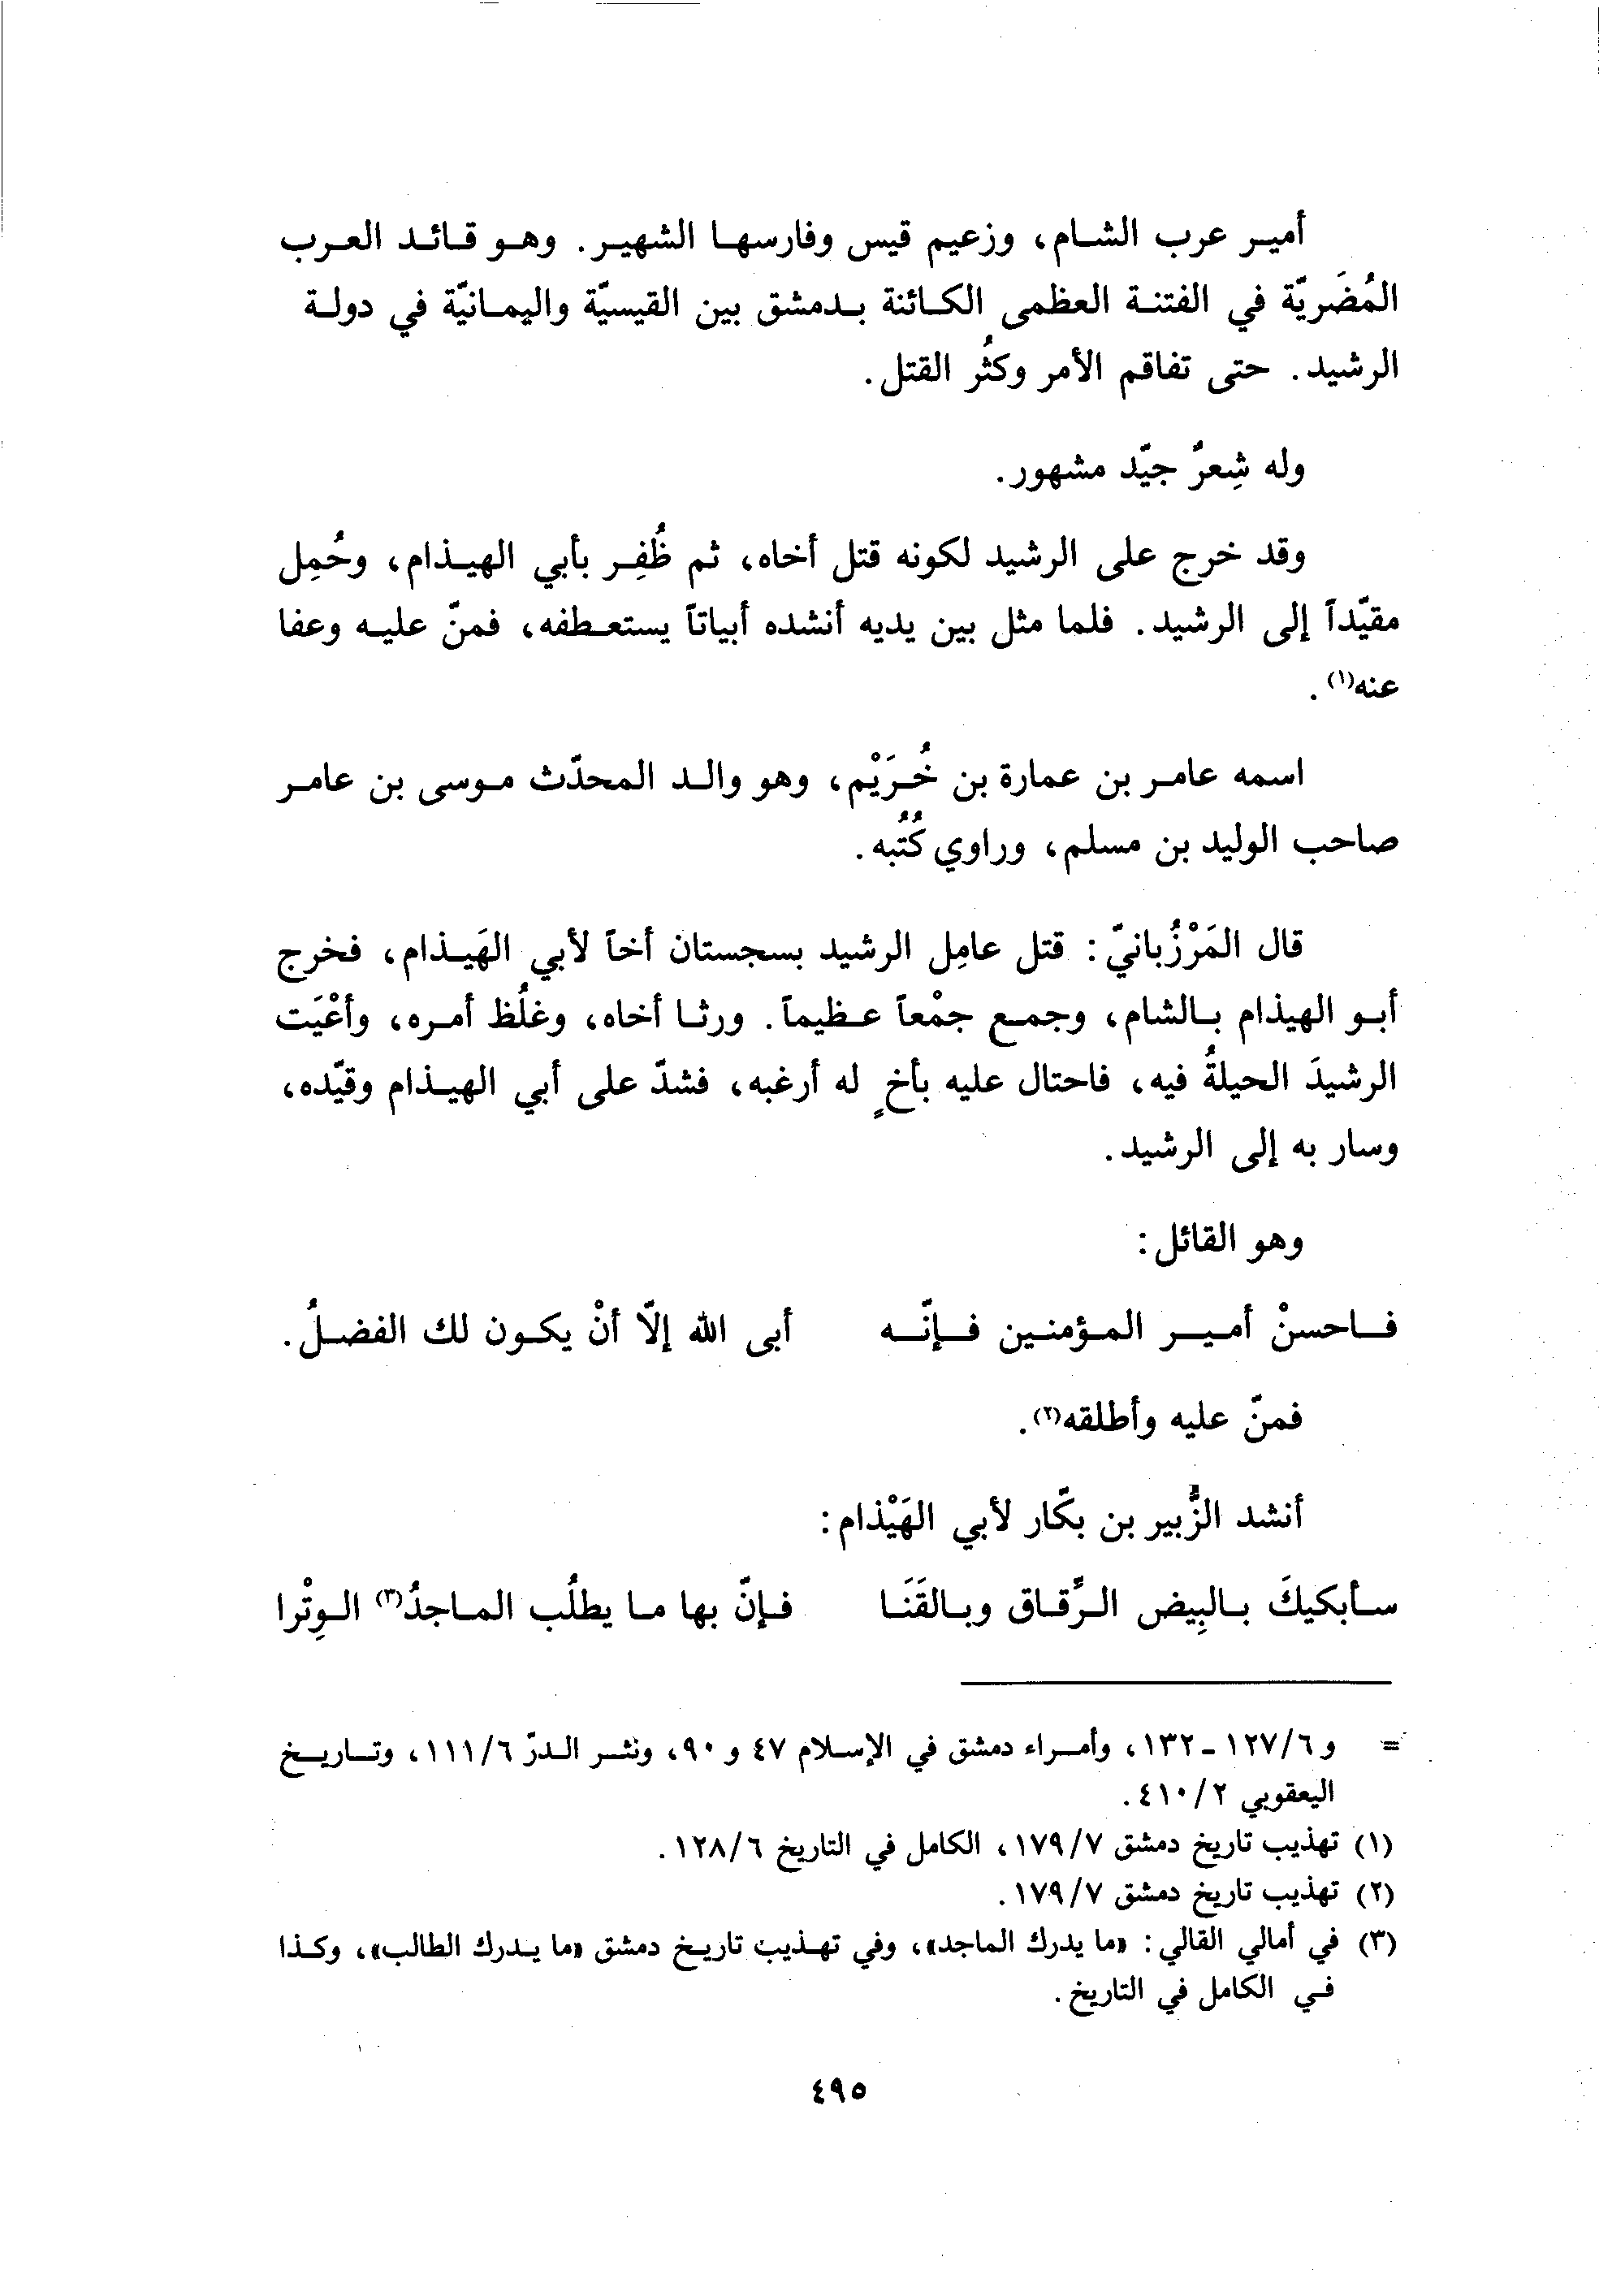 أمير عرب الشام، وزعيم قيس وفارسها الشهير. وهو قائد العرب
المُضَريّة في الفتنة العظمى الكائنة بدمشق بين القيسيّة واليمانيّة في دولة
الرشيد. حتى تفاقم الأمر وكثُر القتل.
وله شِعرٌ جيّد مشهور.
وقد خرج على الرشيد لكونه قتل أخاه، ثم ظُفِر بأبي الهيذام، وحُمِل
مقيّداً إلى الرشيد. فلما مثل بين يديه أنشده أبياتاً يستعطفه، فمنّ عليه وعفا
عنه(١).
اسمه عامر بن عمارة بن خُرَيْم، وهو والد المحدّث موسى بن عامر
صاحب الوليد بن مسلم، وراوي كُتُبه.
قال المَرْزُبانيّ: قتل عامِل الرشيد بسجستان أخاً لأبي الهَيذام، فخرج
أبو الهيذام بالشام، وجمع جمْعاً عظيماً. ورثا أخاه، وغلُظ أمره، وأعْيَت
الرشيدَ الحيلةُ فيه، فاحتال عليه بأخٍ له أرغبه، فشدّ على أبي الهيذام وقيّده،
وسار به إلى الرشيد.
وهو القائل:
فاحسنْ أمير المؤمنين فإنّه أبى الله إلّا أنْ يكون لك الفضلُ.
فمنّ عليه وأطلقه(٢).
أنشد الزُّبير بن بكّار لأبي الهَيْذام:
سأبكيكَ بالبِيض الرِّقاق وبالقَنَا فإنّ بها ما يطلُب الماجدُ(٣) الوِتْرا
= و ٦/١٢٧ - ١٣٢، وأمراء دمشق في الإسلام ٤٧ و ٩٠، ونثر الدرّ ٦/١١١، وتاريخ
اليعقوبي ٢/٤١٠.
(١) تهذيب تاريخ دمشق ٧/١٧٩، الكامل في التاريخ ٦/١٢٨.
(٢) تهذيب تاريخ دمشق ٧/١٧٩.
(٣) في أمالي القالي: «ما يدرك الماجد»، وفي تهذيب تاريخ دمشق «ما يدرك الطالب»، وكذا
في الكامل في التاريخ.
٤٩٥